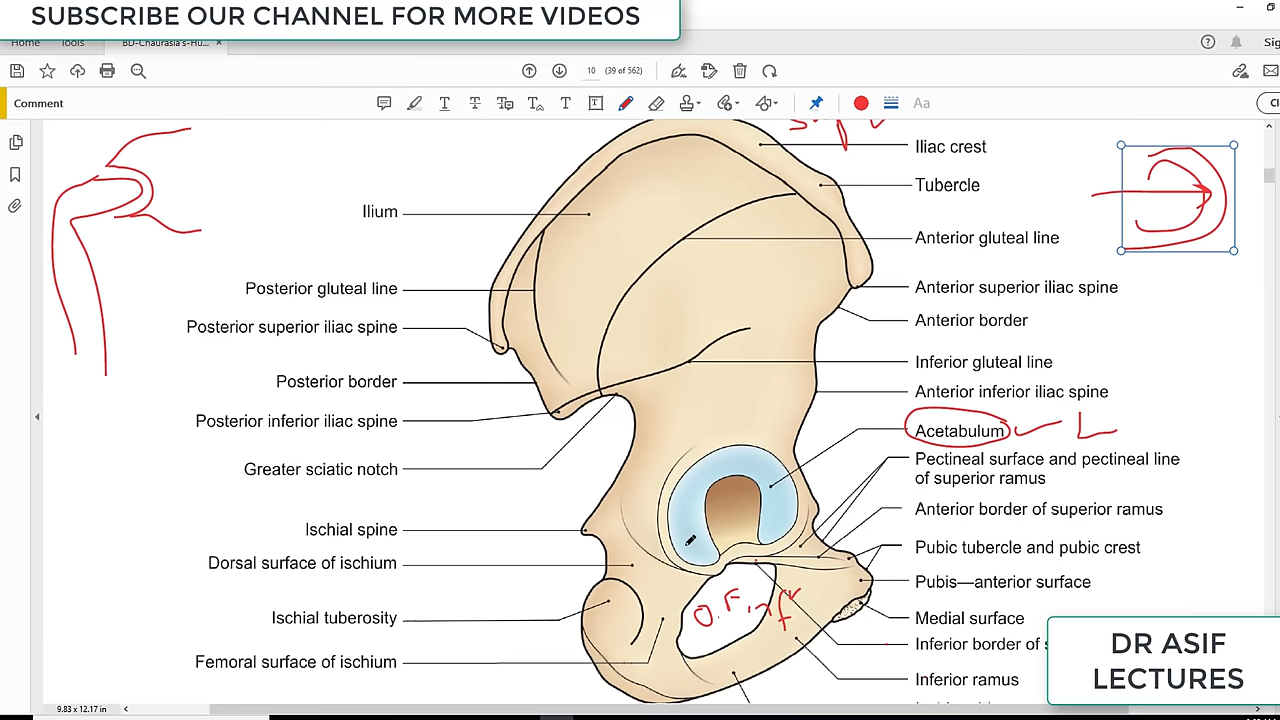 SUBSCRIBE OUR CHANNEL FOR MORE VIDEOS
Home Tools BD-Chaurasia's-Hu... ×
Sig
10 (39 of 562)
Comment
Iliac crest
Tubercle
Ilium
Anterior gluteal line
Posterior gluteal line
Anterior superior iliac spine
Posterior superior iliac spine
Anterior border
Inferior gluteal line
Posterior border
Anterior inferior iliac spine
Posterior inferior iliac spine
Acetabulum L
Greater sciatic notch
Pectineal surface and pectineal line
of superior ramus
Anterior border of superior ramus
Ischial spine
Pubic tubercle and pubic crest
Dorsal surface of ischium
Pubis—anterior surface
O.F. inf
Ischial tuberosity
Medial surface
Inferior border of s
Femoral surface of ischium
Inferior ramus
DR ASIF
LECTURES
9.83 x 12.17 in